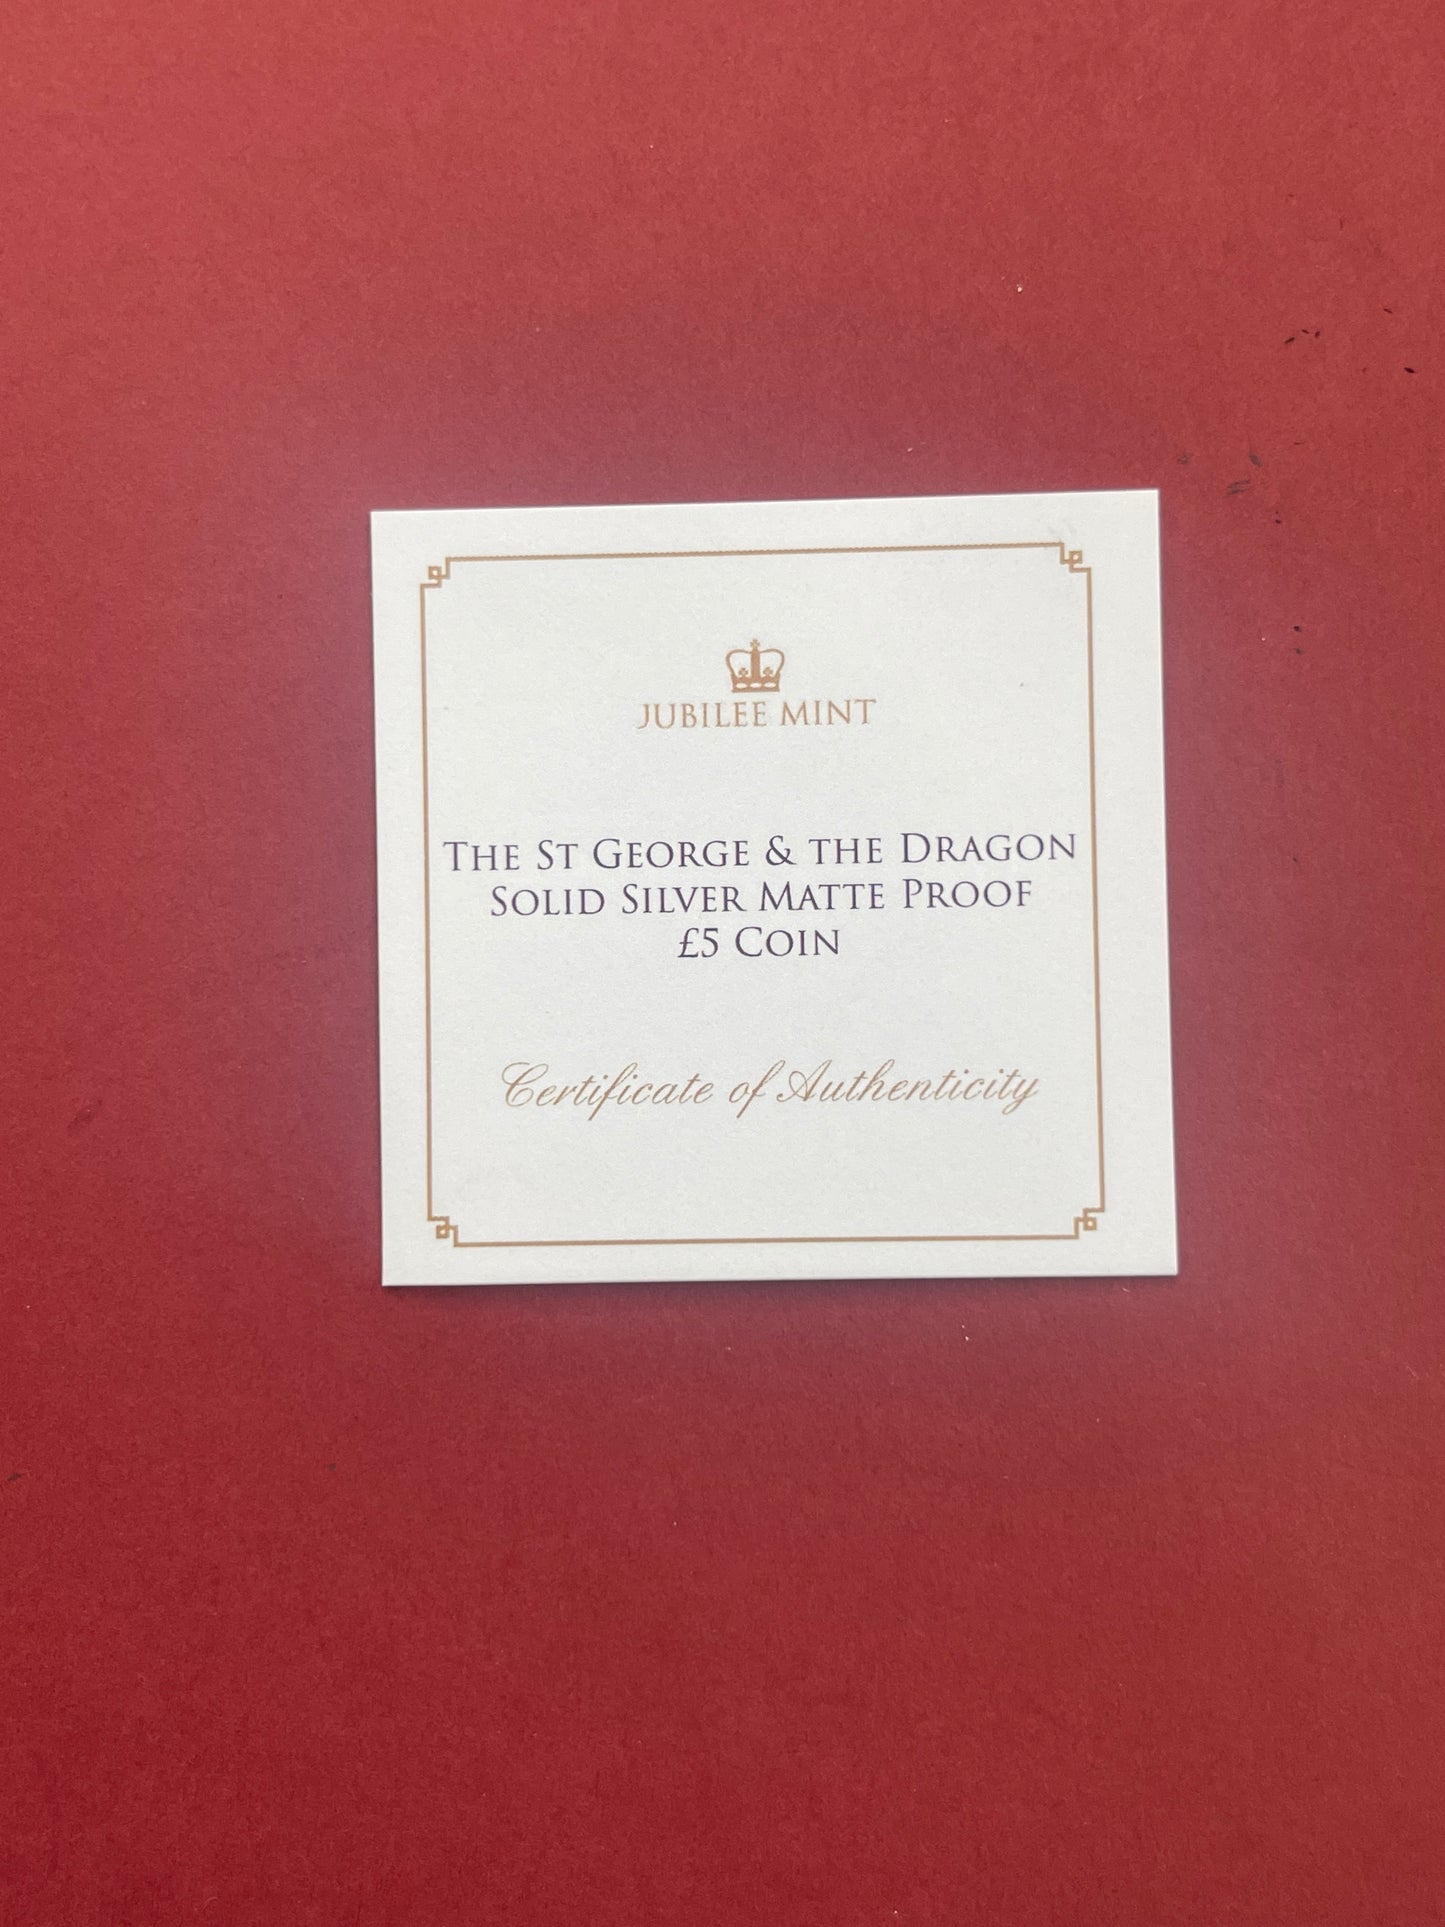 JUBILEE MINT
THE ST GEORGE & THE DRAGON
SOLID SILVER MATTE PROOF
£5 COIN
Certificate of Authenticity